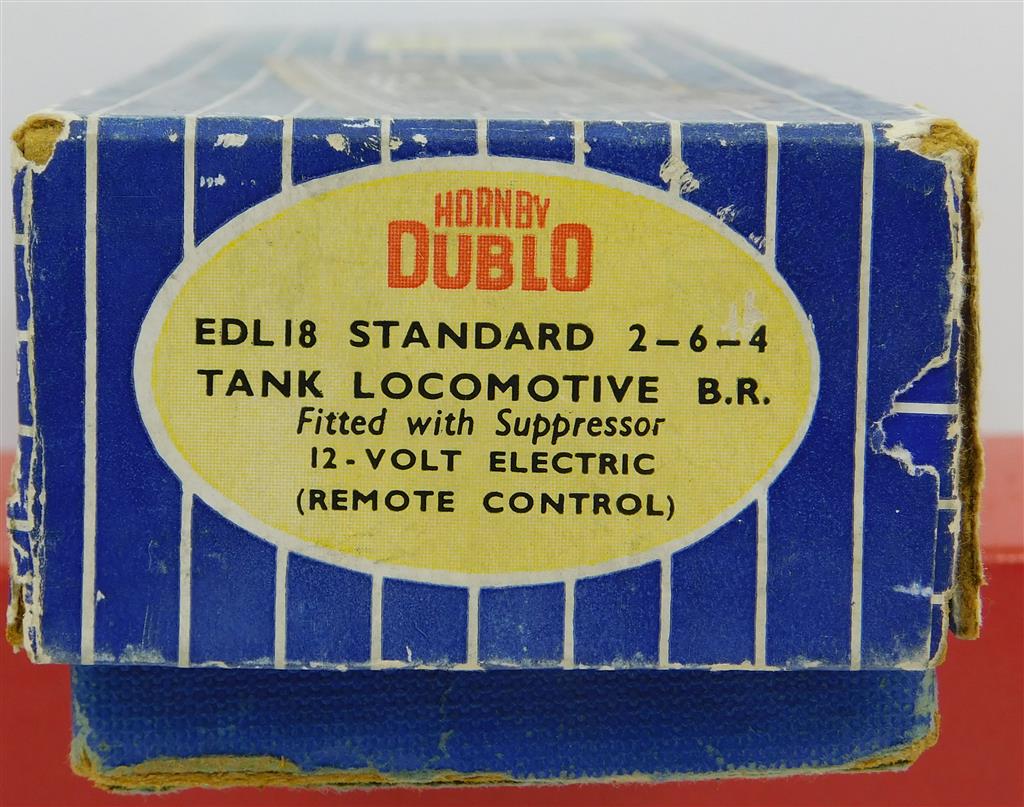 HORNBY
DUBLO
EDL18 STANDARD 2-6-4
TANK LOCOMOTIVE B.R.
Fitted with Suppressor
12-VOLT ELECTRIC
(REMOTE CONTROL)